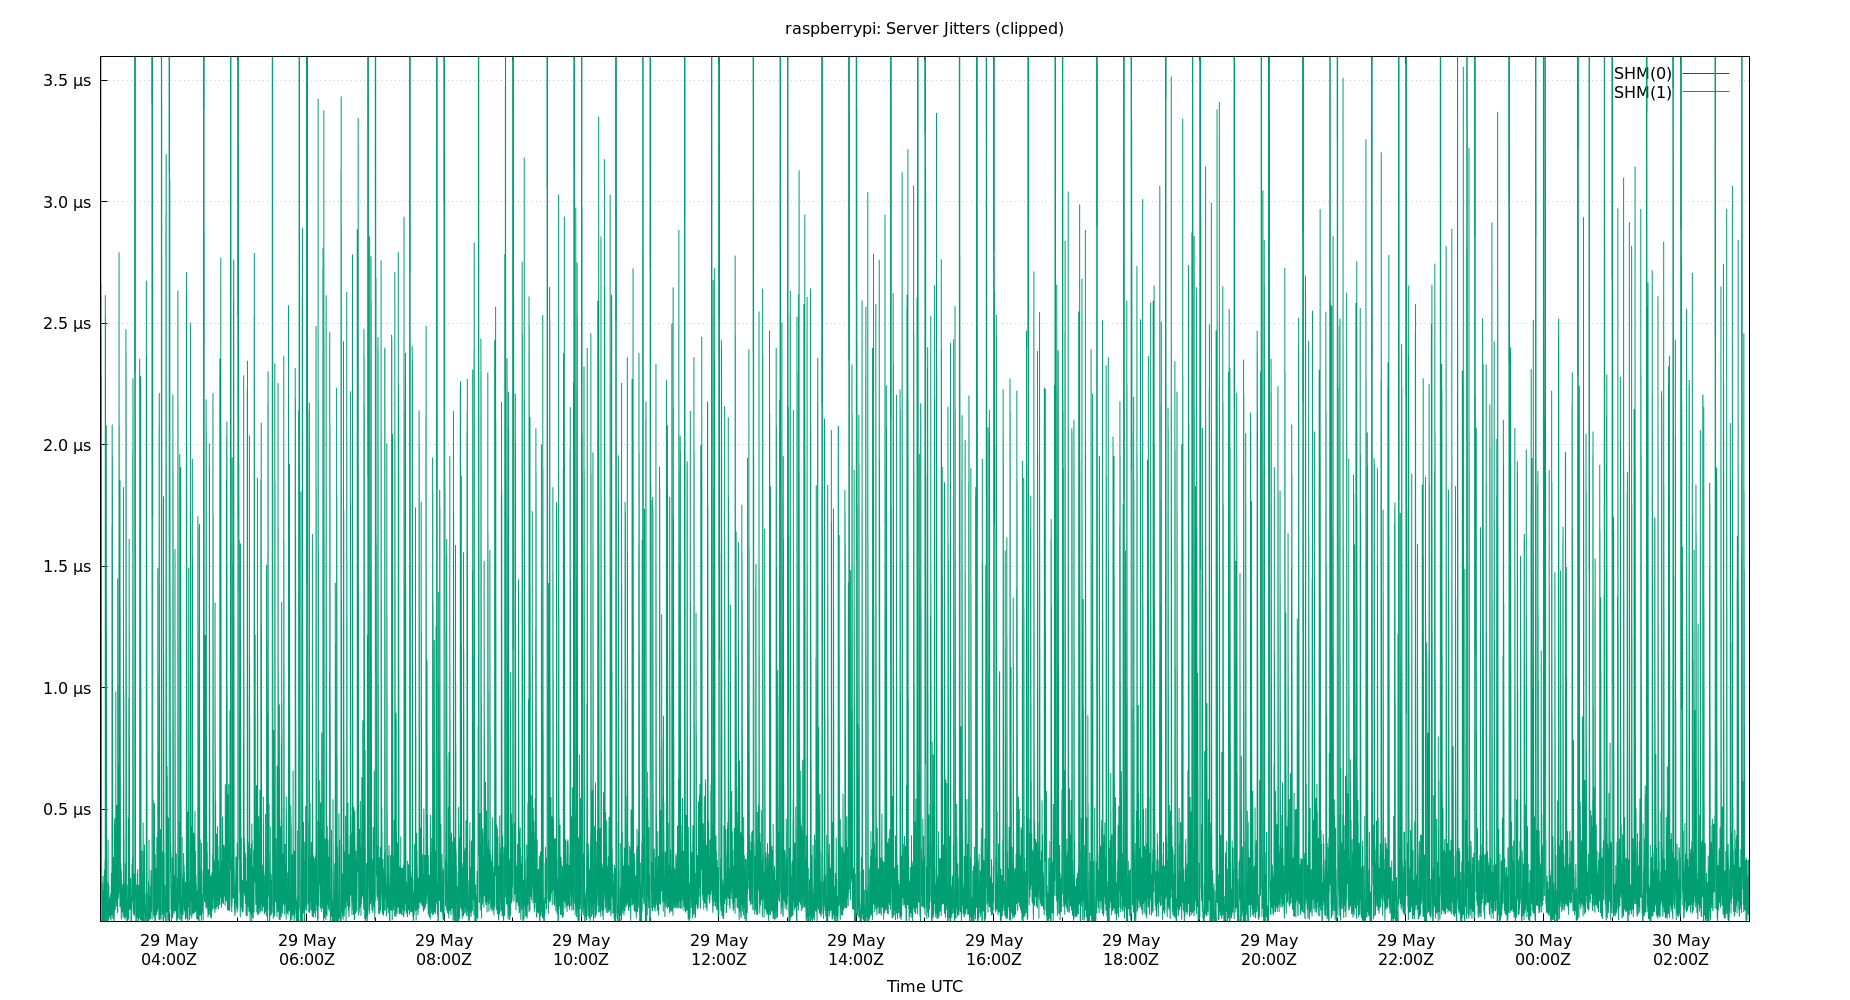 raspberrypi: Server Jitters (clipped)
SHM(0)
SHM(1)
3.5 µs
3.0 µs
2.5 µs
2.0 µs
1.5 µs
1.0 µs
0.5 µs
29 May 29 May 29 May 29 May 29 May 29 May 29 May 29 May 29 May 29 May 30 May 30 May
04:00Z 06:00Z 08:00Z 10:00Z 12:00Z 14:00Z 16:00Z 18:00Z 20:00Z 22:00Z 00:00Z 02:00Z
Time UTC